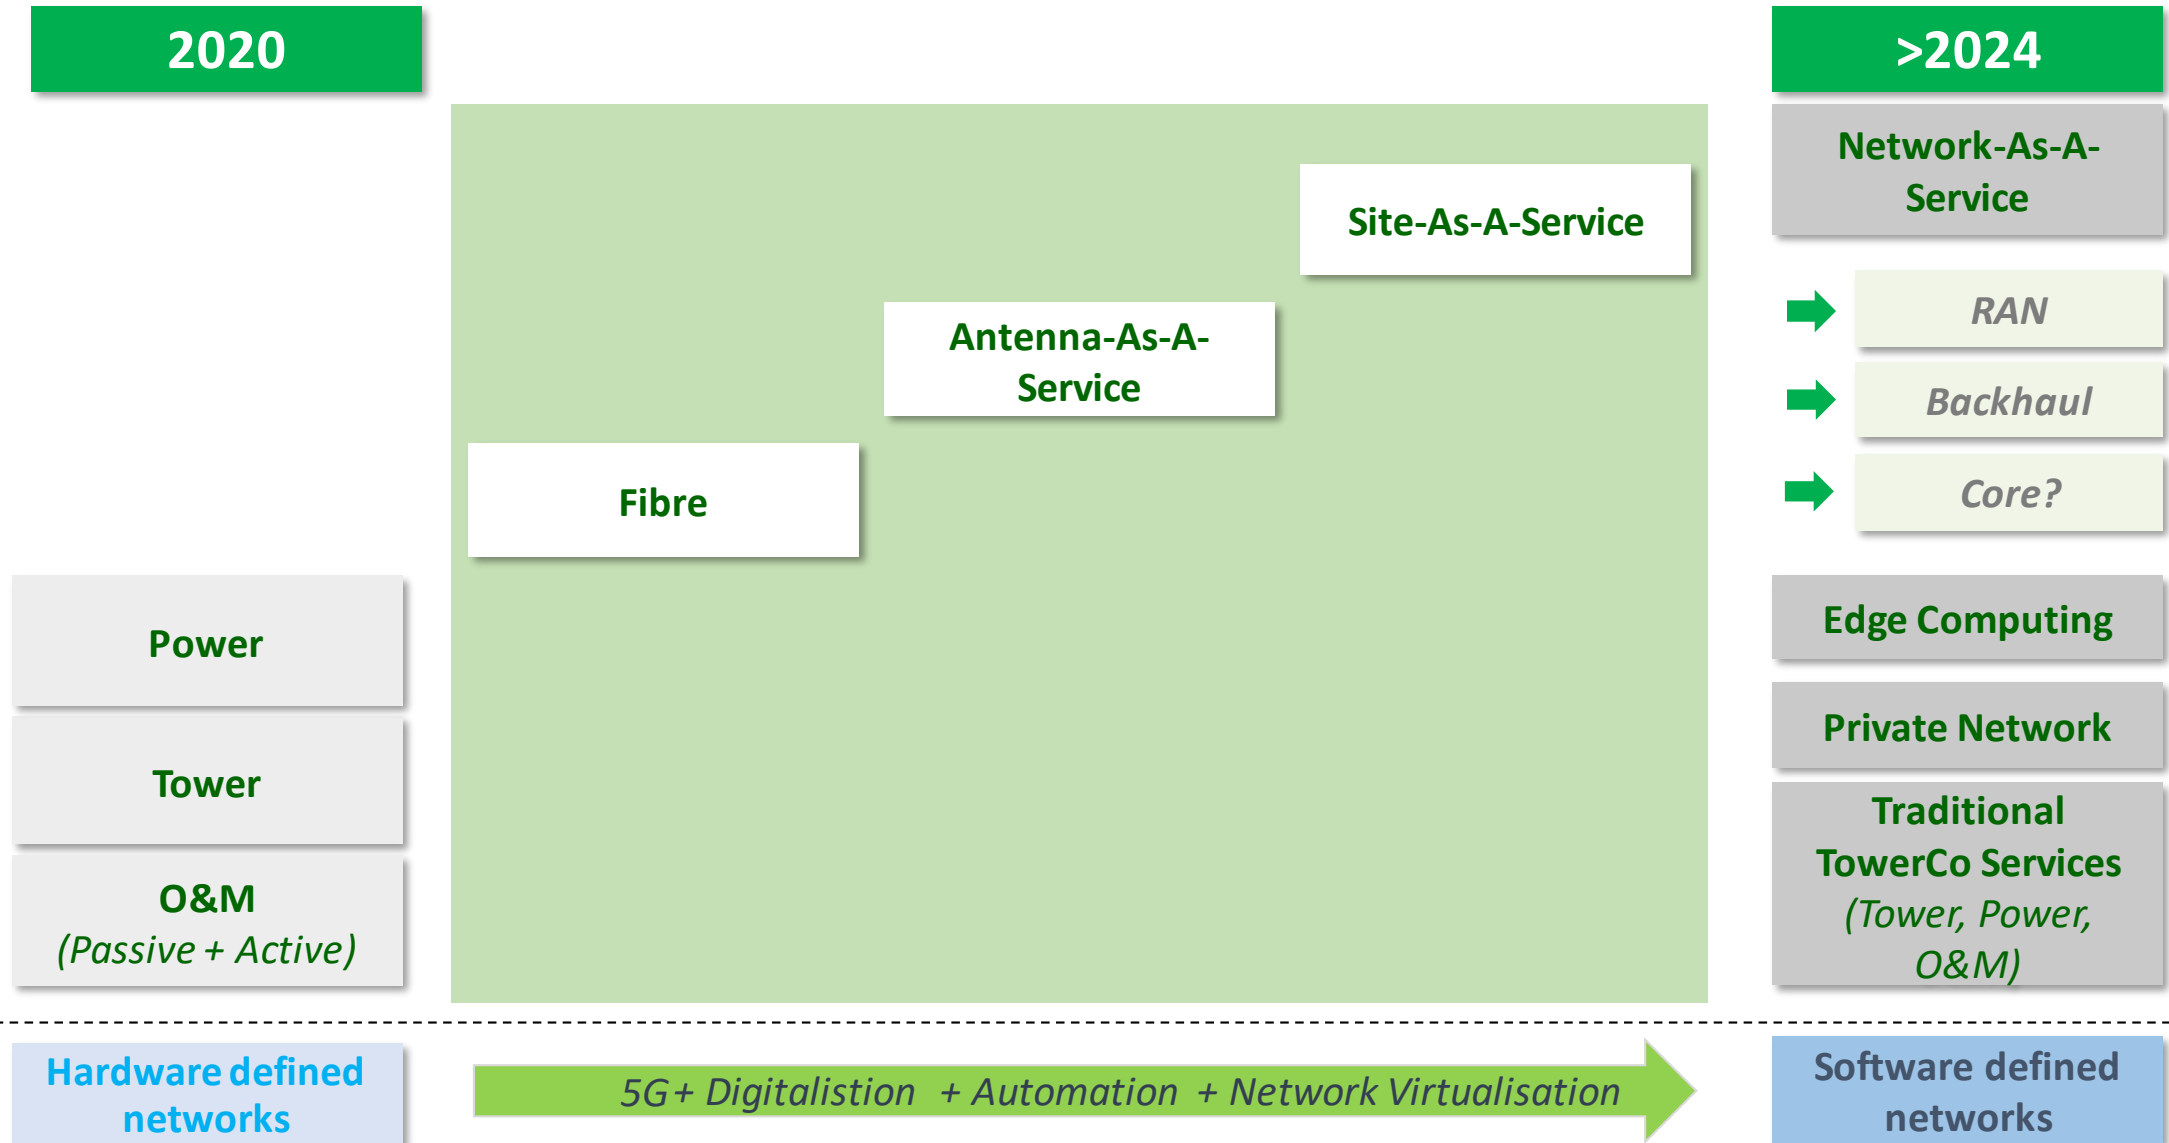 2020
>2024
Network-As-A-
Service
Site-As-A-Service
RAN
Antenna-As-A-
Service
Backhaul
Fibre
Core?
Power
Edge Computing
Tower
Private Network
O&M
(Passive + Active)
Traditional
TowerCo Services
(Tower, Power,
O&M)
Hardware defined
networks
5G+ Digitalistion + Automation + Network Virtualisation
Software defined
networks